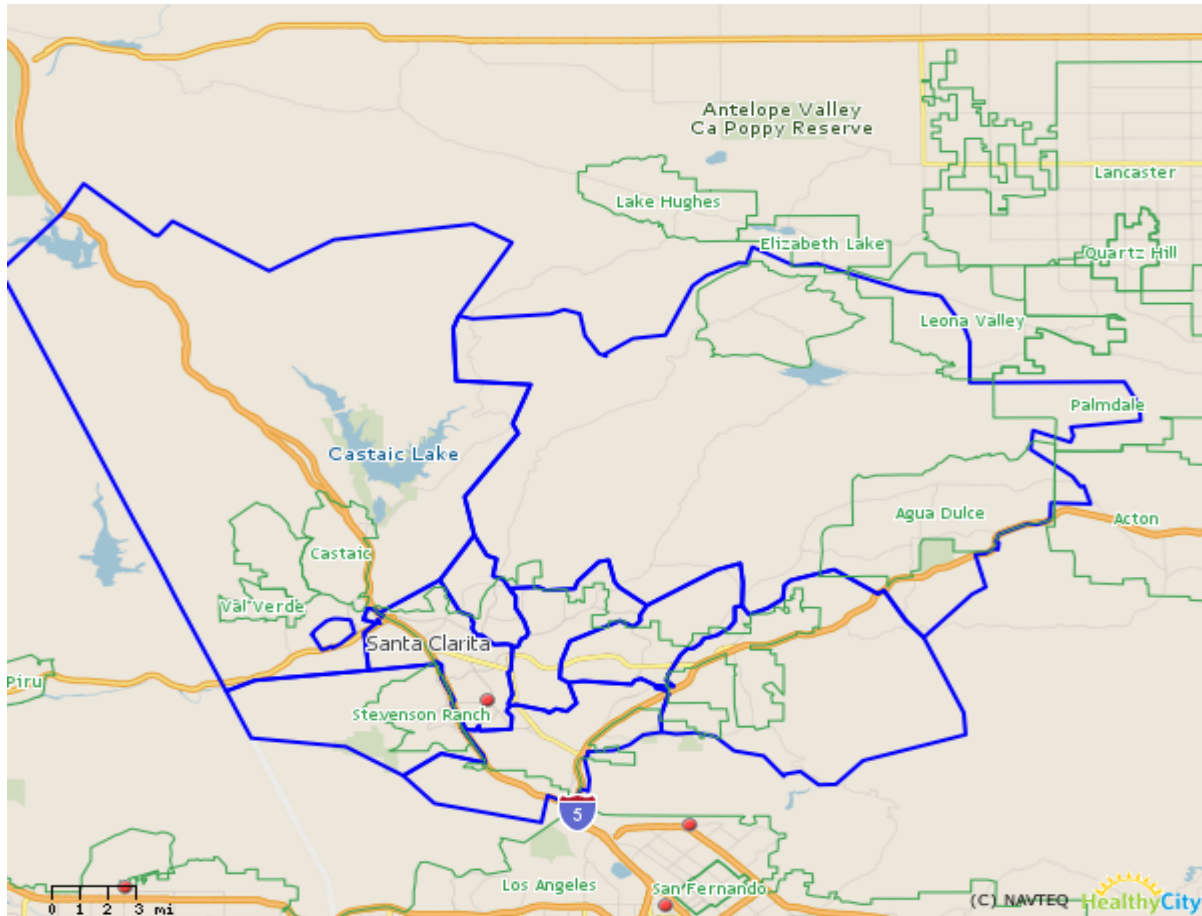 Antelope Valley
Ca Poppy Reserve
Lancaster
Lake Hughes
Elizabeth Lake
Quartz Hill
Leona Valley
Palmdale
Castaic Lake
Agua Dulce
Acton
Castaic
Val Verde
Santa Clarita
Piru
Stevenson Ranch
5
Los Angeles
San Fernando
0 1 2 3 mi
(C) NAVTEQ
HealthyCity